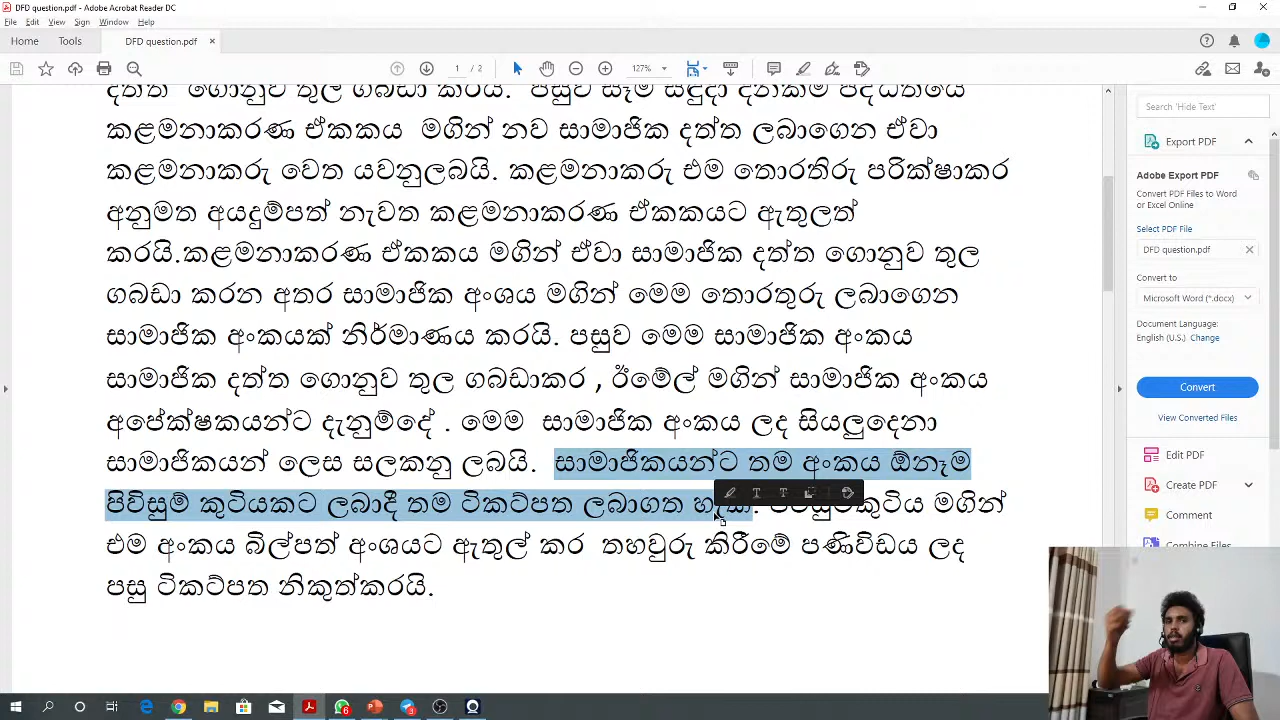 DFD question.pdf - Adobe Acrobat Reader DC
File Edit View Sign Window Help
Home Tools DFD question.pdf ×
1 / 2 127%
දත්ත ගොනුව තුල ගබඩා කරයි. පසුව සෑම සඳුදා දිනකම පද්ධතියේ
කළමනාකරණ ඒකකය මගින් නව සාමාජික දත්ත ලබාගෙන ඒවා
කළමනාකරු වෙත යවනුලබයි. කළමනාකරු එම තොරතිරු පරික්ෂාකර
අනුමත අයදුම්පත් නැවත කළමනාකරණ ඒකකයට ඇතුලත්
කරයි.කළමනාකරණ ඒකකය මගින් ඒවා සාමාජික දත්ත ගොනුව තුල
ගබඩා කරන අතර සාමාජික අංශය මගින් මෙම තොරතුරු ලබාගෙන
සාමාජික අංකයක් නිර්මාණය කරයි. පසුව මෙම සාමාජික අංකය
සාමාජික දත්ත ගොනුව තුල ගබඩාකර , ඊමේල් මගින් සාමාජික අංකය
අපේක්ෂකයන්ට දැනුම්දේ . මෙම සාමාජික අංකය ලද සියලුදෙනා
සාමාජිකයන් ලෙස සලකනු ලබයි. සාමාජිකයන්ට තම අංකය ඕනෑම
පිවිසුම් කුටියකට ලබාදී තම ටිකට්පත ලබාගත හැක. පිවිසුම්කුටිය මගින්
එම අංකය බිල්පත් අංශයට ඇතුල් කර තහවුරු කිරීමේ පණිවිඩය ලද
පසු ටිකට්පත නිකුත්කරයි.
Search 'Hide Text'
Export PDF
Adobe Export PDF
Convert PDF Files to Word
or Excel Online
Select PDF File
DFD question.pdf
Convert to
Microsoft Word (*.docx)
Document Language:
English (U.S.) Change
Convert
View Converted Files
Edit PDF
Create PDF
Comment
Combine Files